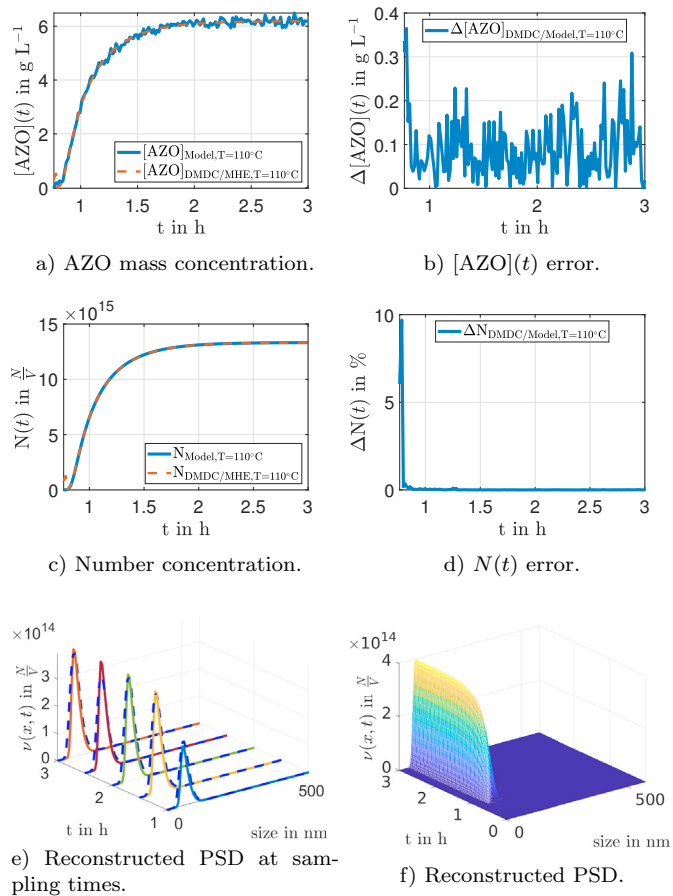 6
4
2
0
[AZO](t) in g L⁻¹
[AZO]Model,T=110°C
[AZO]DMDC/MHE,T=110°C
1 1.5 2 2.5 3
t in h
a) AZO mass concentration.
0.4
0.3
0.2
0.1
0
Δ[AZO](t) in g L⁻¹
Δ[AZO]DMDC/Model,T=110°C
1 2 3
t in h
b) [AZO](t) error.
×10¹⁵
15
10
5
0
N(t) in N/V
NModel,T=110°C
NDMDC/MHE,T=110°C
1 1.5 2 2.5 3
t in h
c) Number concentration.
10
5
0
ΔN(t) in %
ΔNDMDC/Model,T=110°C
1 1.5 2 2.5 3
t in h
d) N(t) error.
×10¹⁴
3
2
1
0
ν(x, t) in N/V
3 2 1
t in h
0 500
size in nm
e) Reconstructed PSD at sam-
pling times.
×10¹⁴
4
2
0
ν(x, t) in N/V
3 2 1 0
t in h
0 500
size in nm
f) Reconstructed PSD.